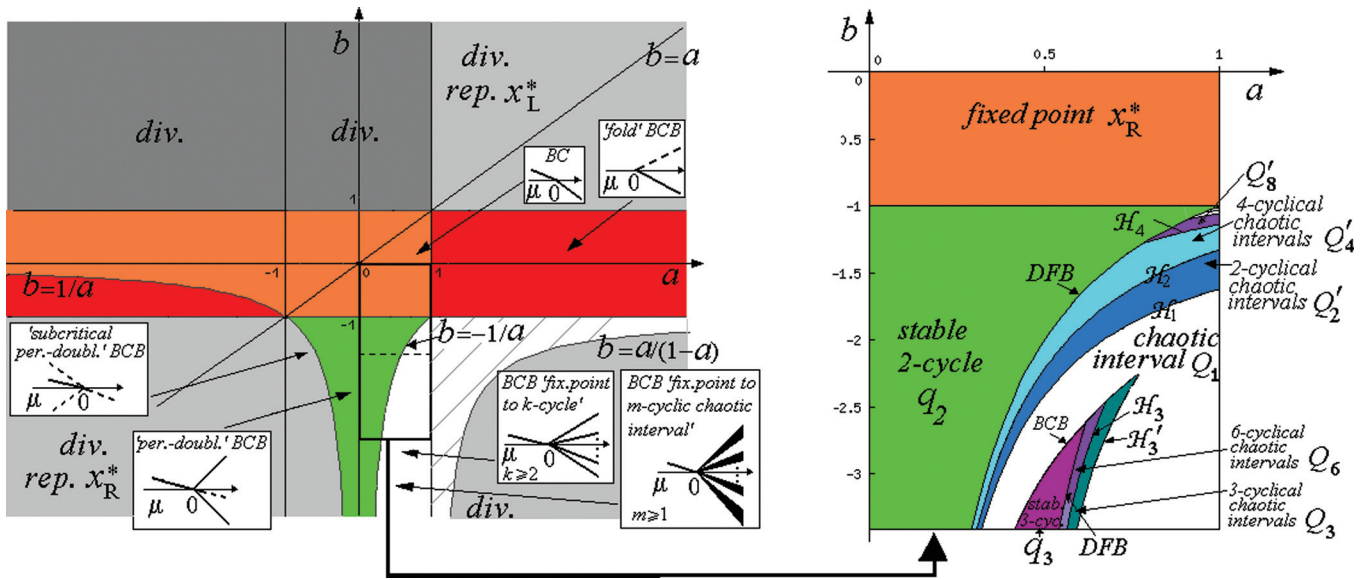 b
div.
rep. x*L
b=a
div.
div.
BC
μ 0
'fold' BCB
μ 0
1
-1
0
1
a
b=1/a
-1
'subcritical
per.-doubl.' BCB
μ 0
b=-1/a
b=a/(1-a)
BCB 'fix.point
to k-cycle'
μ 0
k⩾2
BCB 'fix.point to
m-cyclic chaotic
interval'
μ 0
m⩾1
div.
rep. x*R
'per.-doubl.' BCB
μ 0
div.
b
0
0.5
1
0
a
fixed point x*R
-0.5
-1
Q'8
4-cyclical
chaotic
intervals Q'4
H4
DFB
-1.5
H2
2-cyclical
chaotic
intervals Q'2
H1
stable
2-cycle
q2
-2
chaotic
interval Q1
-2.5
BCB
H3
H'3
6-cyclical
chaotic
intervals Q6
-3
stab.
3-cyc.
3-cyclical
chaotic
intervals Q3
q3
DFB